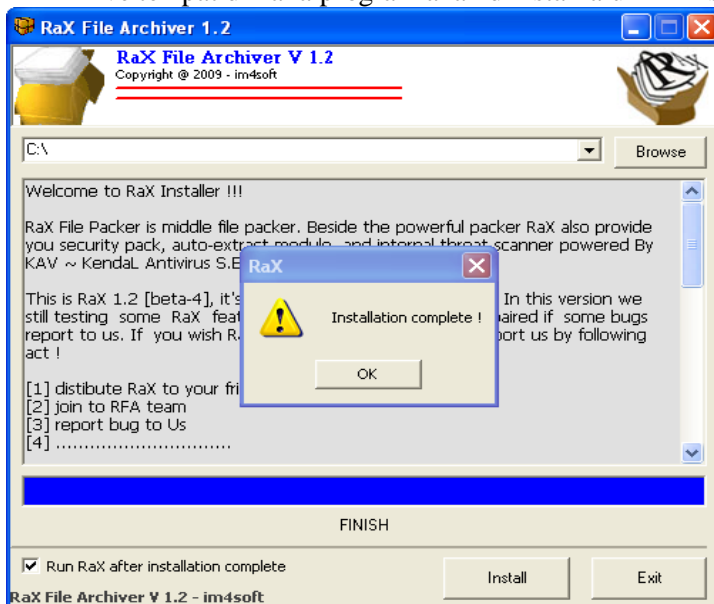 RaX File Archiver 1.2
RaX File Archiver V 1.2
Copyright @ 2009 - im4soft
C:\
Browse
Welcome to RaX Installer !!!
RaX File Packer is middle file packer. Beside the powerful packer RaX also provide
you security pack, auto-extract module, and internal threat scanner powered By
KAV ~ KendaL Antivirus S.E
This is RaX 1.2 [beta-4], it's In this version we
still testing some RaX feat aired if some bugs
report to us. If you wish R port us by following
act !
[1] distibute RaX to your fri
[2] join to RFA team
[3] report bug to Us
[4] ..............................
RaX
Installation complete !
OK
FINISH
Run RaX after installation complete
Install
Exit
RaX File Archiver V 1.2 - im4soft